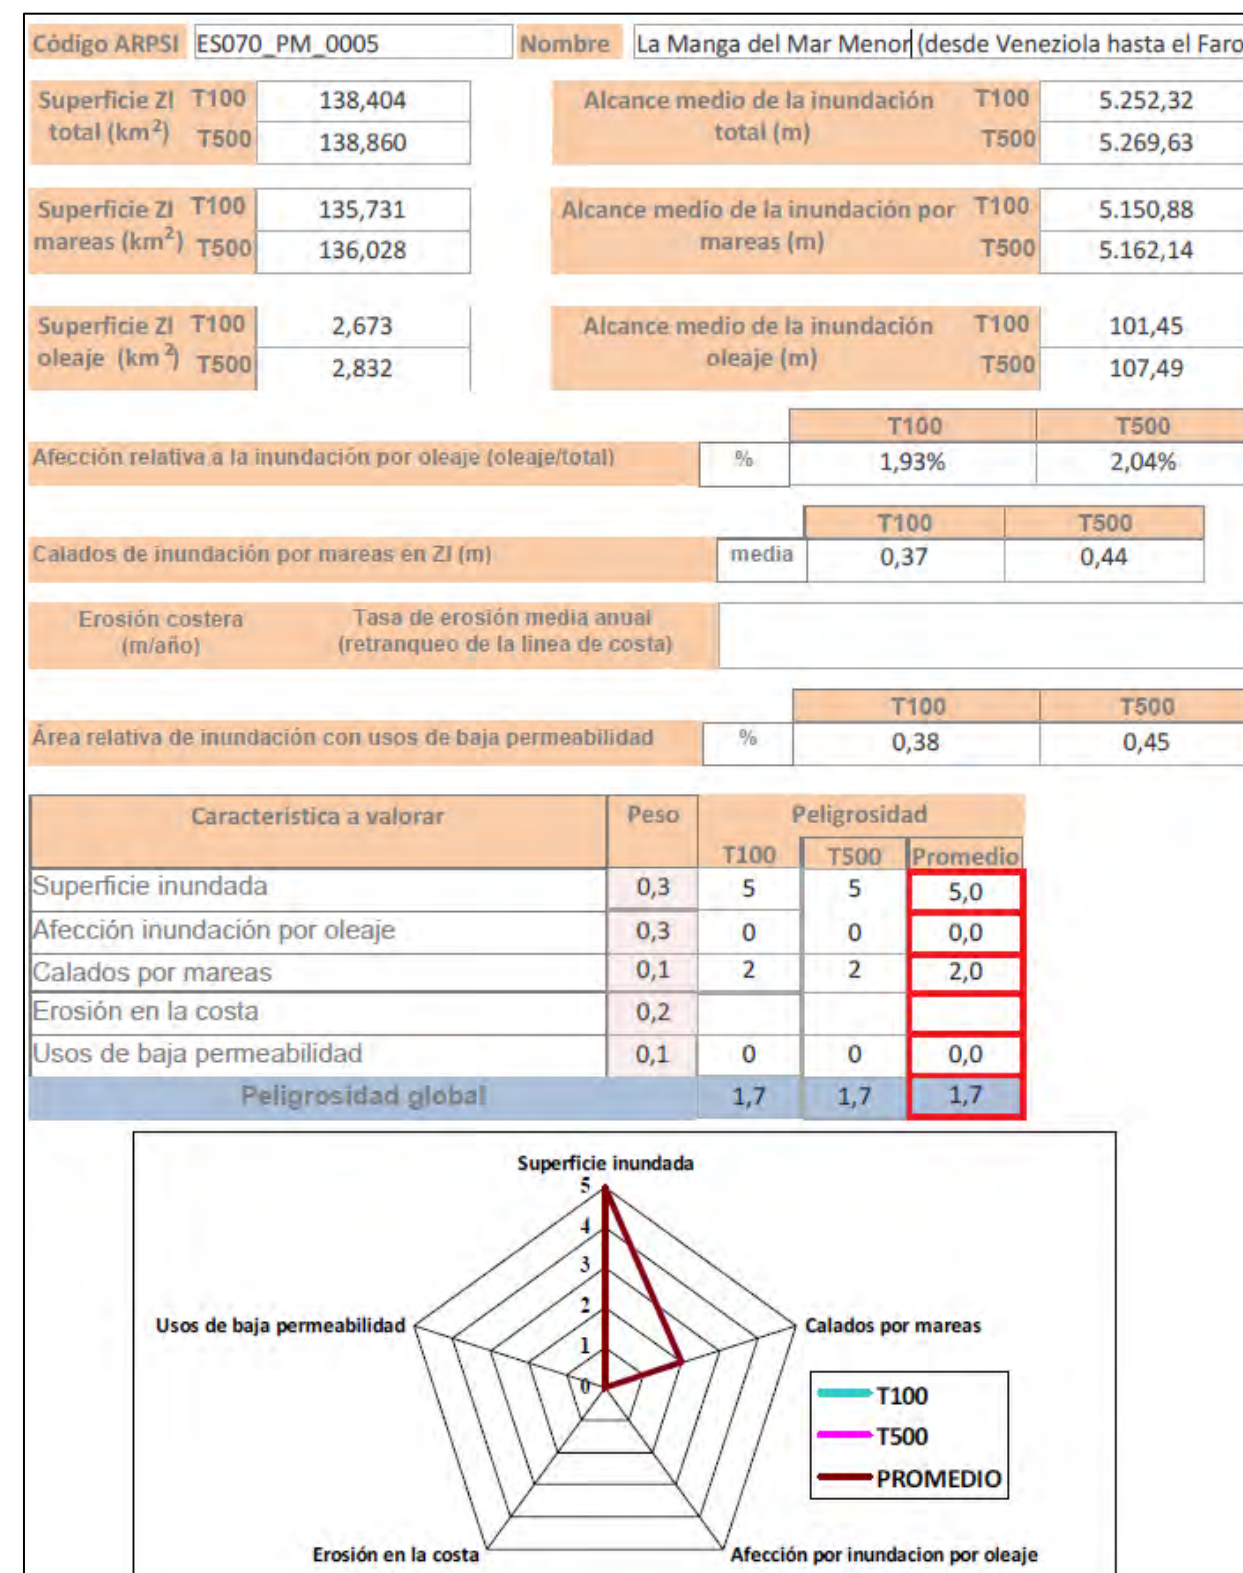 Código ARPSI ES070_PM_0005 Nombre La Manga del Mar Menor (desde Veneziola hasta el Faro
Superficie ZI total (km²) T100 138,404 Alcance medio de la inundación total (m) T100 5.252,32
T500 138,860 T500 5.269,63
Superficie ZI mareas (km²) T100 135,731 Alcance medio de la inundación por mareas (m) T100 5.150,88
T500 136,028 T500 5.162,14
Superficie ZI oleaje (km²) T100 2,673 Alcance medio de la inundación oleaje (m) T100 101,45
T500 2,832 T500 107,49
T100 T500
Afección relativa a la inundación por oleaje (oleaje/total) % 1,93% 2,04%
T100 T500
Calados de inundación por mareas en ZI (m) media 0,37 0,44
Erosión costera (m/año) Tasa de erosión media anual (retranqueo de la linea de costa)
T100 T500
Área relativa de inundación con usos de baja permeabilidad % 0,38 0,45
Característica a valorar Peso Peligrosidad
T100 T500 Promedio
Superficie inundada 0,3 5 5 5,0
Afección inundación por oleaje 0,3 0 0 0,0
Calados por mareas 0,1 2 2 2,0
Erosión en la costa 0,2
Usos de baja permeabilidad 0,1 0 0 0,0
Peligrosidad global 1,7 1,7 1,7
Superficie inundada
5
4
3
2
1
0
Usos de baja permeabilidad
Calados por mareas
T100
T500
PROMEDIO
Erosión en la costa
Afección por inundacion por oleaje